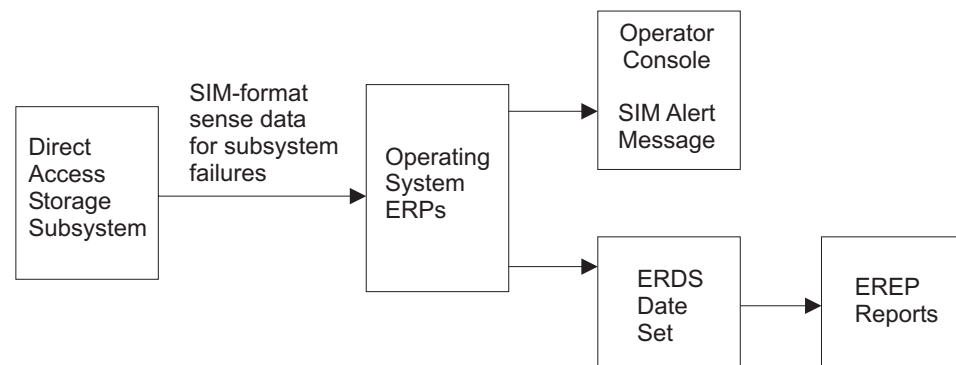 Direct
Access
Storage
Subsystem
SIM-format
sense data
for subsystem
failures
Operating
System
ERPs
Operator
Console
SIM Alert
Message
ERDS
Date
Set
EREP
Reports